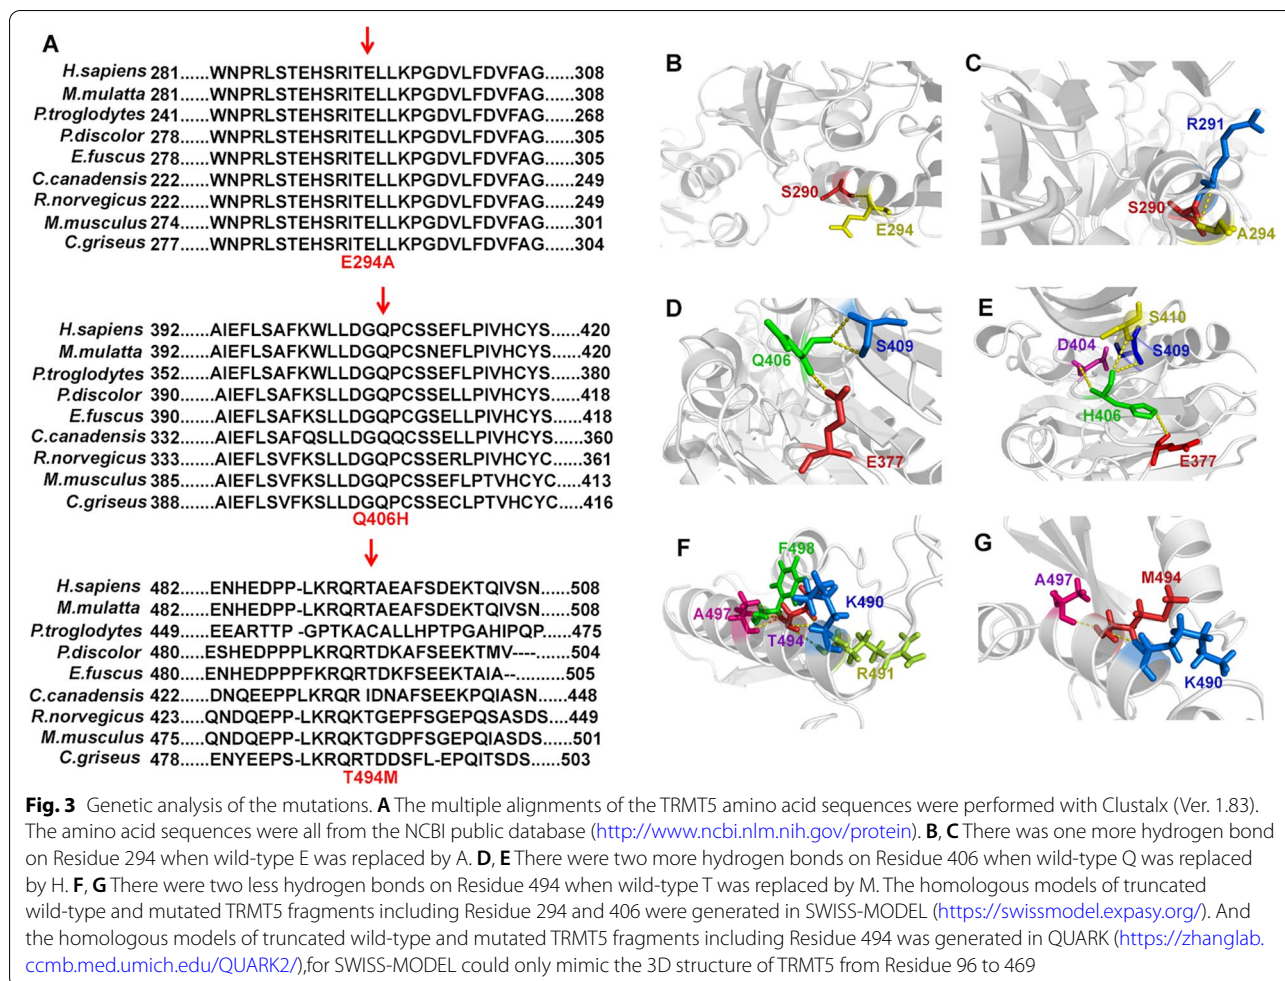 A
H.sapiens 281......WNPRLSTEHSRITELLKPGDVLFDVFAG......308
M.mulatta 281......WNPRLSTEHSRITELLKPGDVLFDVFAG......308
P.troglodytes 241......WNPRLSTEHSRITELLKPGDVLFDVFAG......268
P.discolor 278......WNPRLSTEHSRITELLKPGDVLFDVFAG......305
E.fuscus 278......WNPRLSTEHSRITELLKPGDVLFDVFAG......305
C.canadensis 222......WNPRLSTEHSRITELLKPGDVLFDVFAG......249
R.norvegicus 222......WNPRLSTEHSRITELLKPGDVLFDVFAG......249
M.musculus 274......WNPRLSTEHSRITELLKPGDVLFDVFAG......301
C.griseus 277......WNPRLSTEHSRITELLKPGDVLFDVFAG......304
E294A
H.sapiens 392......AIEFLSAFKWLLDGQPCSSEFLPIVHCYS.....420
M.mulatta 392......AIEFLSAFKWLLDGQPCSNEFLPIVHCYS.....420
P.troglodytes 352......AIEFLSAFKWLLDGQPCSSEFLPIVHCYS.....380
P.discolor 390.......AIEFLSAFKSLLDGQPCSSELLPIVHCYS.....418
E.fuscus 390.......AIEFLSAFKSLLDGQPCSSELLPIVHCYS.....418
C.canadensis 332.......AIEFLSAFQSLLDGQQCSSELLPIVHCYS.....360
R.norvegicus 333.......AIEFLSVFKSLLDGQPCSSERLPIVHCYC.....361
M.musculus 385.......AIEFLSVFKSLLDGQPCSSEFLPTVHCYC.....413
C.griseus 388.......AIEFLSVFKSLLDGQPCSSECLPTVHCYC.....416
Q406H
H.sapiens 482......ENHEDPP-LKRQRTAEAFSDEKTQIVSN.....508
M.mulatta 482......ENHEDPP-LKRQRTAEAFSDEKTQIVSN.....508
P.troglodytes 449......EEARTTP -GPTKACALLHPTPGAHIPQP.....475
P.discolor 480......ESHEDPPPLKRQRTDKAFSEEKTMV----......504
E.fuscus 480......ENHEDPPPFKRQRTDKFSEEKTAIA--.........505
C.canadensis 422......DNQEEPPLKRQR IDNAFSEEKPQIASN.....448
R.norvegicus 423.....QNDQEPP-LKRQKTGEPFSGEPQSASDS.....449
M.musculus 475.....QNDQEPP-LKRQKTGDPFSGEPQIASDS.....501
C.griseus 478......ENYEEPS-LKRQRTDDSFL-EPQITSDS......503
T494M
B
S290
E294
C
R291
S290
A294
D
Q406
S409
E377
E
S410
D404
S409
H406
E377
F
F498
A497
K490
T494
R491
G
A497
M494
K490
Fig. 3 Genetic analysis of the mutations. A The multiple alignments of the TRMT5 amino acid sequences were performed with Clustalx (Ver. 1.83).
The amino acid sequences were all from the NCBI public database (http://www.ncbi.nlm.nih.gov/protein). B, C There was one more hydrogen bond
on Residue 294 when wild-type E was replaced by A. D, E There were two more hydrogen bonds on Residue 406 when wild-type Q was replaced
by H. F, G There were two less hydrogen bonds on Residue 494 when wild-type T was replaced by M. The homologous models of truncated
wild-type and mutated TRMT5 fragments including Residue 294 and 406 were generated in SWISS-MODEL (https://swissmodel.expasy.org/). And
the homologous models of truncated wild-type and mutated TRMT5 fragments including Residue 494 was generated in QUARK (https://zhanglab.
ccmb.med.umich.edu/QUARK2/),for SWISS-MODEL could only mimic the 3D structure of TRMT5 from Residue 96 to 469